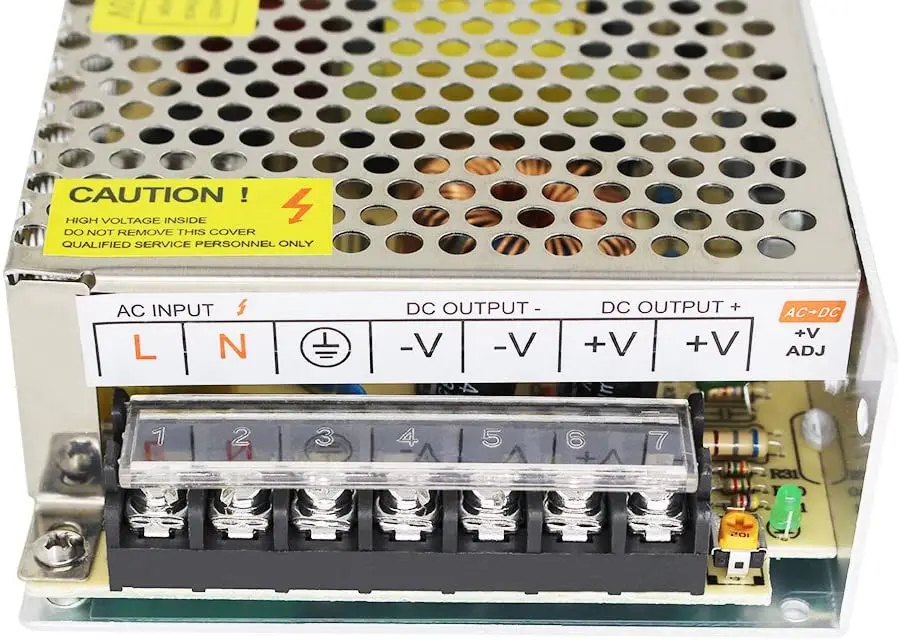 CAUTION !
HIGH VOLTAGE INSIDE
DO NOT REMOVE THIS COVER
QUALIFIED SERVICE PERSONNEL ONLY
AC INPUT DC OUTPUT - DC OUTPUT + AC→DC
L N -V -V +V +V
+V
ADJ
1 2 3 4 5 6 7
R31
201